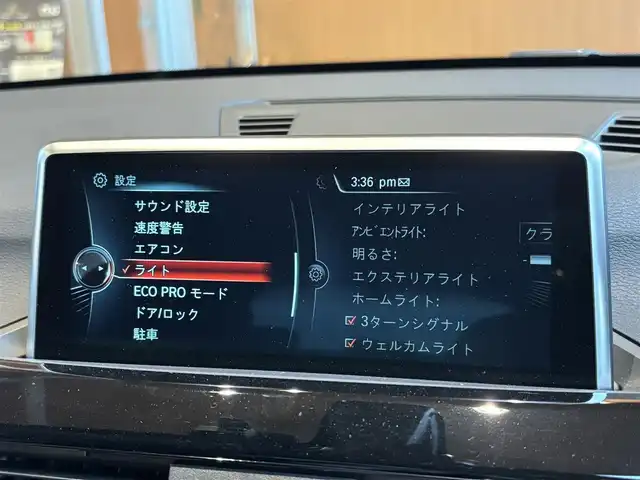 設定
サウンド設定
速度警告
エアコン
ライト
ECO PRO モード
ドア/ロック
駐車
3:36 pm
インテリアライト
アンビエントライト:
クラ
明るさ:
エクステリアライト
ホームライト:
3ターンシグナル
ウェルカムライト